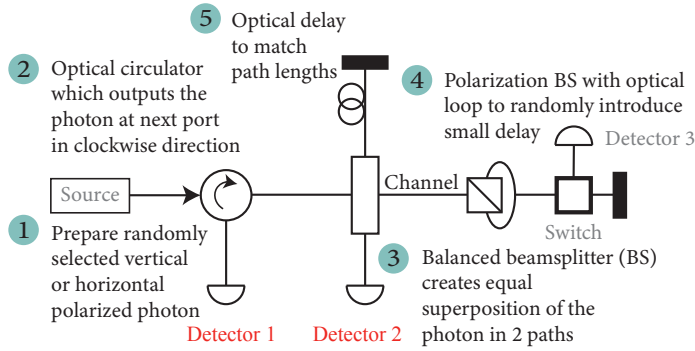 5
Optical delay
to match
path lengths
2
Optical circulator
which outputs the
photon at next port
in clockwise direction
4
Polarization BS with optical
loop to randomly introduce
small delay
Detector 3
Source
Channel
Switch
1
Prepare randomly
selected vertical
or horizontal
polarized photon
3
Balanced beamsplitter (BS)
creates equal
superposition of the
photon in 2 paths
Detector 1
Detector 2